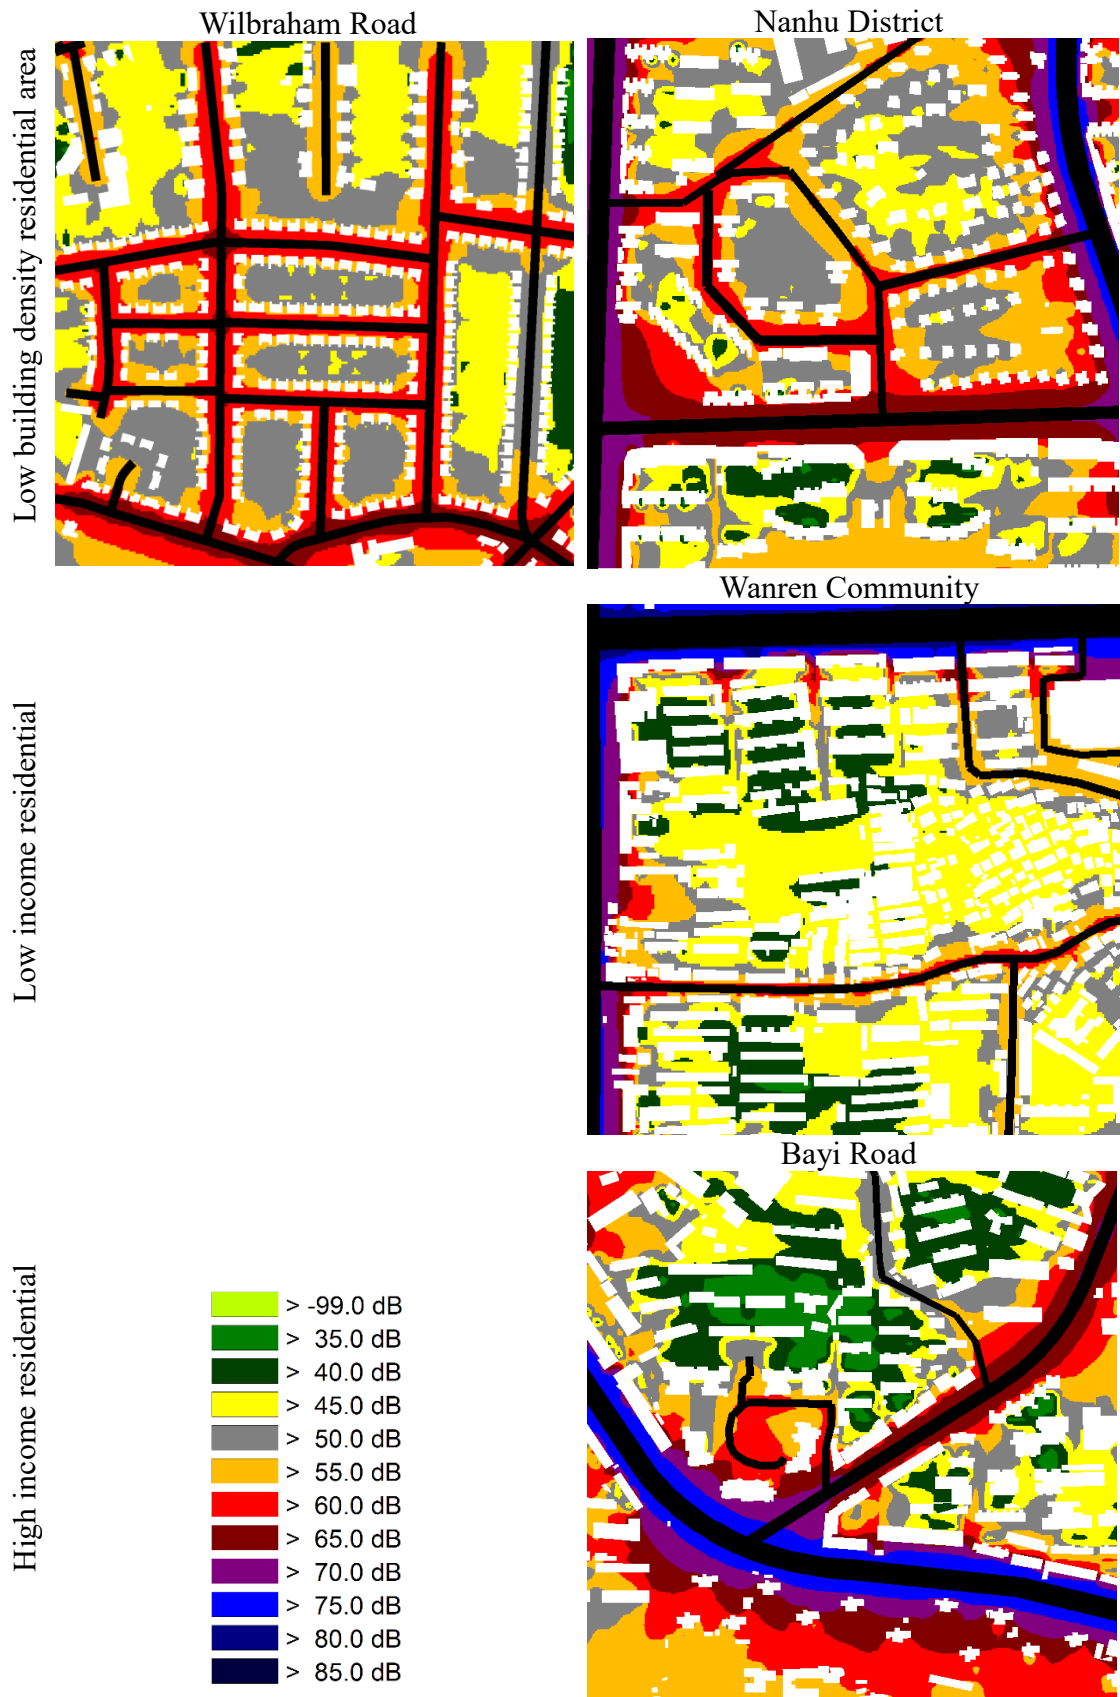 Wilbraham Road
Nanhu District
Low building density residential area
Wanren Community
Low income residential
Bayi Road
High income residential
> -99.0 dB
> 35.0 dB
> 40.0 dB
> 45.0 dB
> 50.0 dB
> 55.0 dB
> 60.0 dB
> 65.0 dB
> 70.0 dB
> 75.0 dB
> 80.0 dB
> 85.0 dB